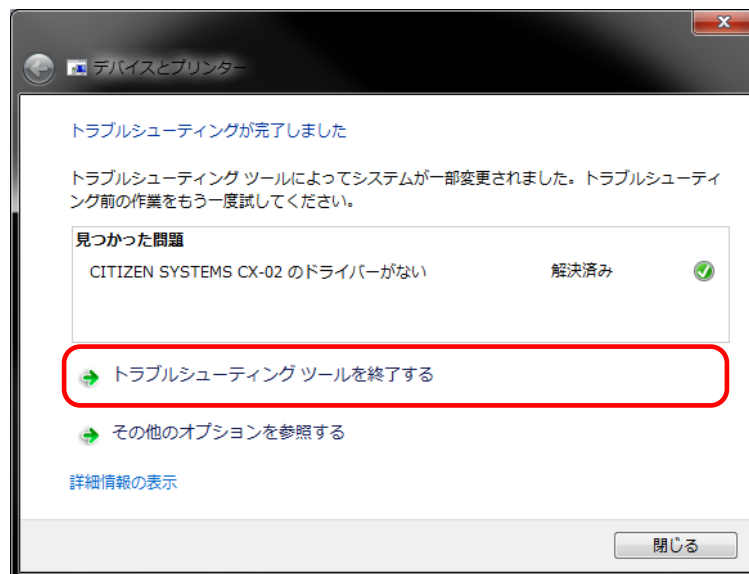 デバイスとプリンター
トラブルシューティングが完了しました
トラブルシューティング ツールによってシステムが一部変更されました。トラブルシューティ
ング前の作業をもう一度試してください。
見つかった問題
CITIZEN SYSTEMS CX-02 のドライバーがない 解決済み
トラブルシューティング ツールを終了する
その他のオプションを参照する
詳細情報の表示
閉じる